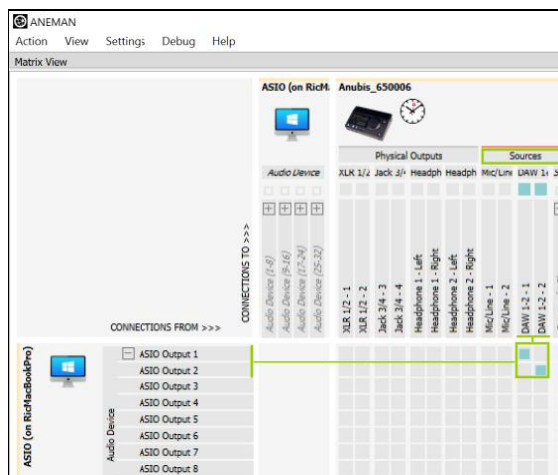 ANEMAN
Action View Settings Debug Help
Matrix View
ASIO (on RicM Anubis_650006
Physical Outputs Sources
Audio Device XLR 1/2 Jack 3/4 Headph Headph Mic/Line DAW 1-
CONNECTIONS TO >>>
Audio Device (1-8)
Audio Device (9-16)
Audio Device (17-24)
Audio Device (25-32)
XLR 1/2 - 1
XLR 1/2 - 2
Jack 3/4 - 3
Jack 3/4 - 4
Headphone 1 - Left
Headphone 1 - Right
Headphone 2 - Left
Headphone 2 - Right
Mic/Line - 1
Mic/Line - 2
DAW 1-2 - 1
DAW 1-2 - 2
CONNECTIONS FROM >>>
ASIO (on RicMacBookPro)
Audio Device
ASIO Output 1
ASIO Output 2
ASIO Output 3
ASIO Output 4
ASIO Output 5
ASIO Output 6
ASIO Output 7
ASIO Output 8